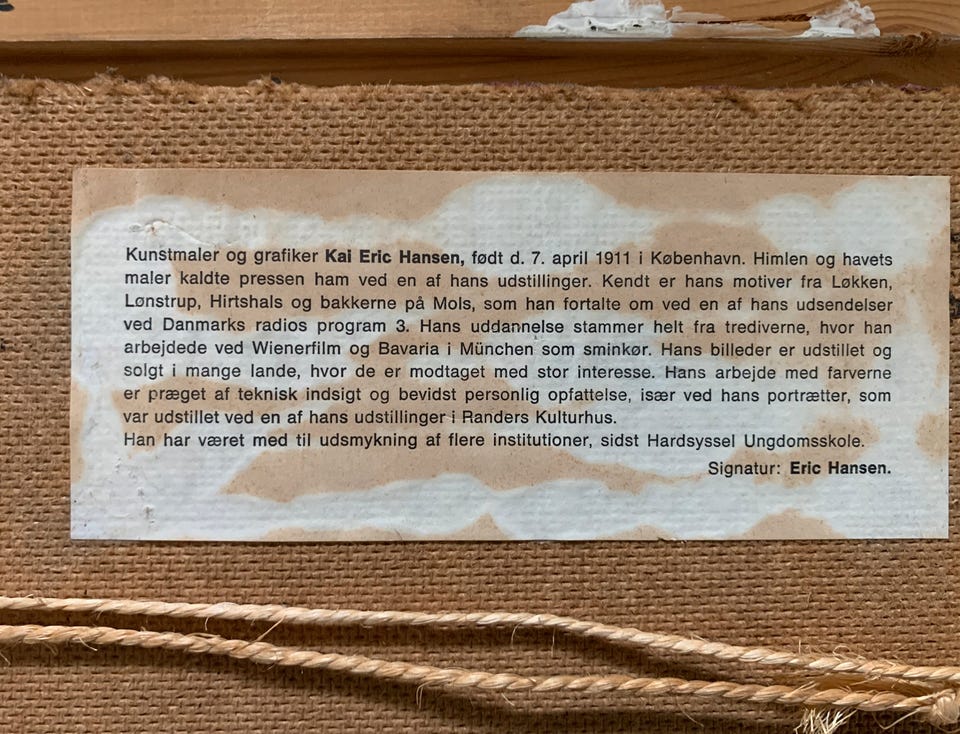 Kunstmaler og grafiker Kai Eric Hansen, født d. 7. april 1911 i København. Himlen og havets
maler kaldte pressen ham ved en af hans udstillinger. Kendt er hans motiver fra Løkken,
Lønstrup, Hirtshals og bakkerne på Mols, som han fortalte om ved en af hans udsendelser
ved Danmarks radios program 3. Hans uddannelse stammer helt fra trediverne, hvor han
arbejdede ved Wienerfilm og Bavaria i München som sminkør. Hans billeder er udstillet og
solgt i mange lande, hvor de er modtaget med stor interesse. Hans arbejde med farverne
er præget af teknisk indsigt og bevidst personlig opfattelse, især ved hans portrætter, som
var udstillet ved en af hans udstillinger i Randers Kulturhus.
Han har været med til udsmykning af flere institutioner, sidst Hardsyssel Ungdomsskole.
Signatur: Eric Hansen.